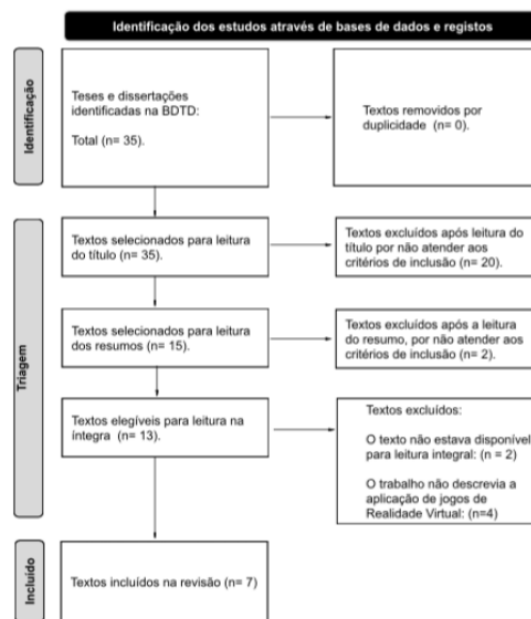 Identificação dos estudos através de bases de dados e registos
Identificação
Teses e dissertações
identificadas na BDTD:
Total (n= 35).
Textos removidos por
duplicidade (n= 0).
Triagem
Textos selecionados para leitura
do título (n= 35).
Textos excluídos após leitura do
título por não atender aos
critérios de inclusão (n= 20).
Textos selecionados para leitura
dos resumos (n= 15).
Textos excluídos após a leitura
do resumo, por não atender aos
critérios de inclusão (n= 2).
Textos elegíveis para leitura na
íntegra (n= 13).
Textos excluídos:
O texto não estava disponível
para leitura integral: (n = 2)
O trabalho não descrevia a
aplicação de jogos de
Realidade Virtual: (n=4)
Incluído
Textos incluídos na revisão (n= 7)